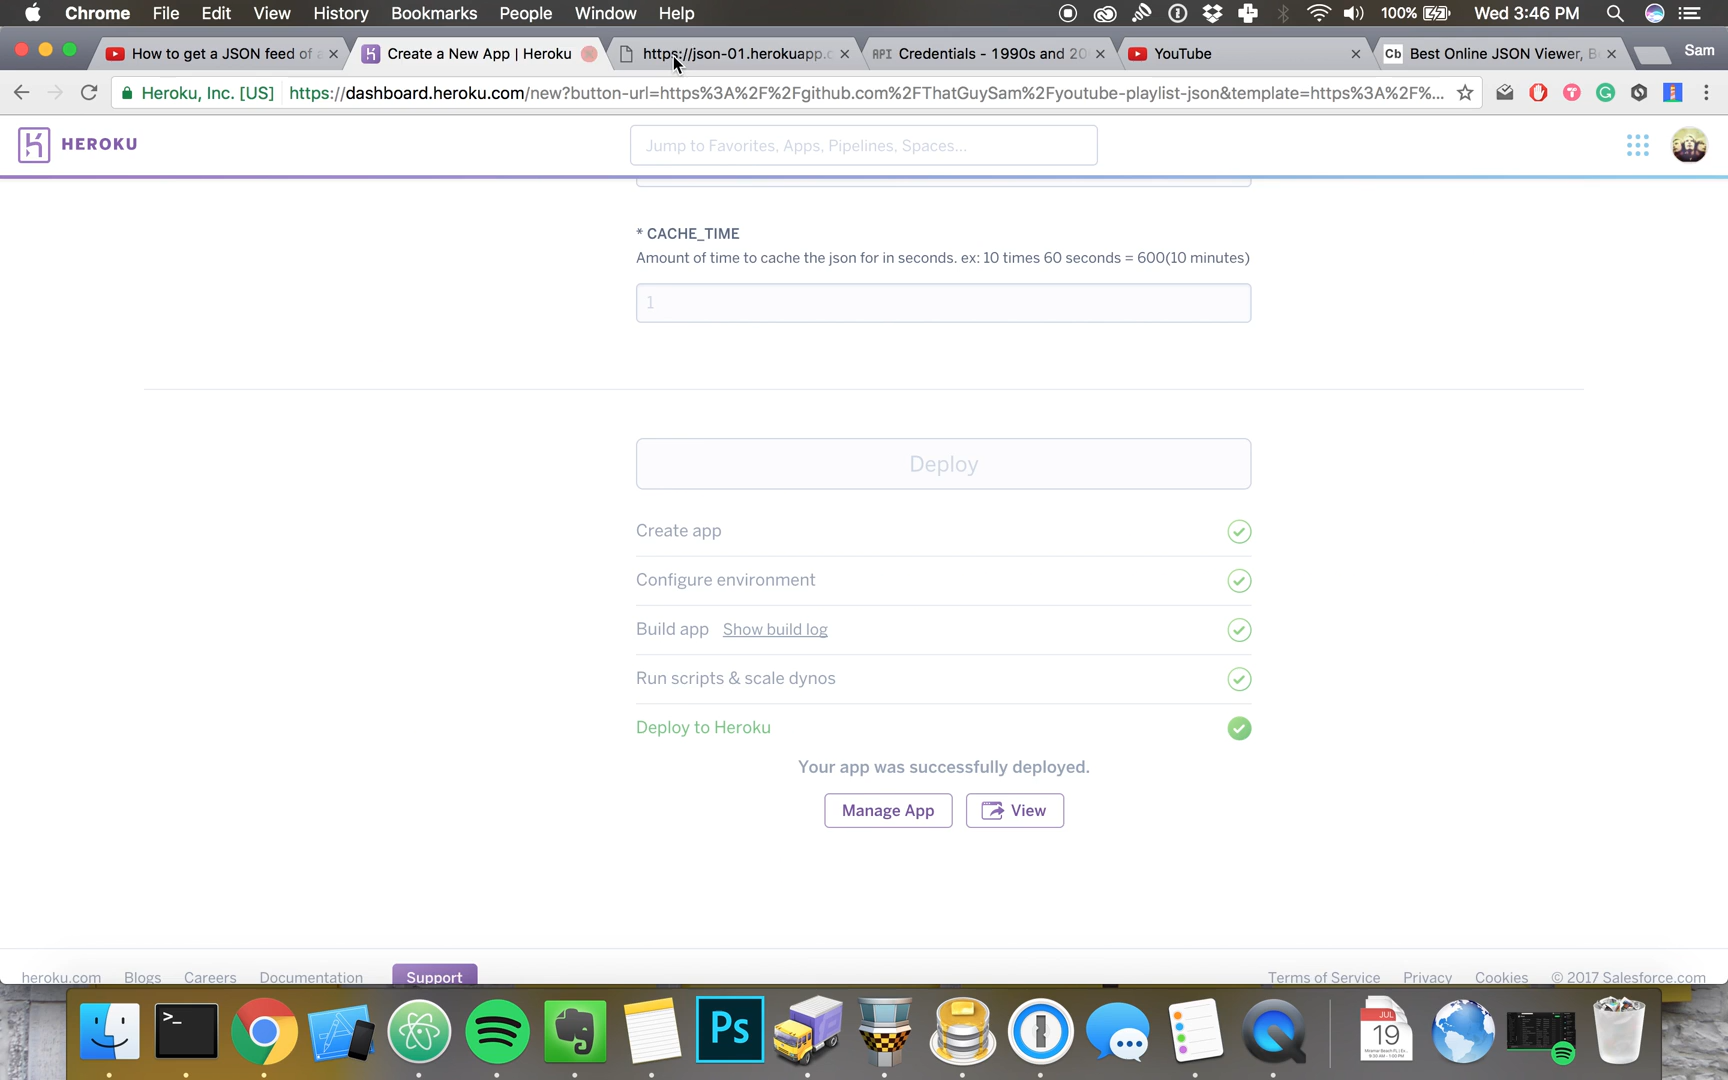 Chrome File Edit View History Bookmarks People Window Help 100% Wed 3:46 PM
How to get a JSON feed of a
Create a New App | Heroku
https://json-01.herokuapp.c
API Credentials - 1990s and 20
YouTube
Cb Best Online JSON Viewer, B
Sam
Heroku, Inc. [US] https://dashboard.heroku.com/new?button-url=https%3A%2F%2Fgithub.com%2FThatGuySam%2Fyoutube-playlist-json&template=https%3A%2F%...
HEROKU
Jump to Favorites, Apps, Pipelines, Spaces...
* CACHE_TIME
Amount of time to cache the json for in seconds. ex: 10 times 60 seconds = 600(10 minutes)
1
Deploy
Create app
Configure environment
Build app Show build log
Run scripts & scale dynos
Deploy to Heroku
Your app was successfully deployed.
Manage App View
heroku.com Blogs Careers Documentation Support Terms of Service Privacy Cookies © 2017 Salesforce.com
>_
Ps
JUL
19